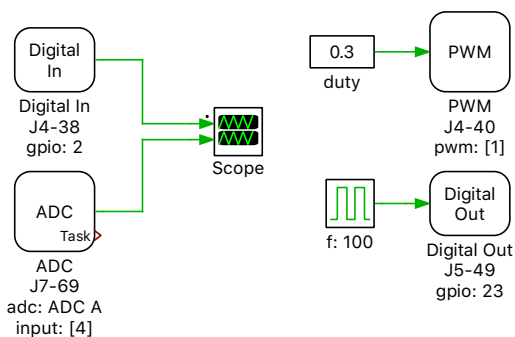 Digital
In
Digital In
J4-38
gpio: 2
ADC
Task
ADC
J7-69
adc: ADC A
input: [4]
Scope
0.3
duty
PWM
PWM
J4-40
pwm: [1]
f: 100
Digital
Out
Digital Out
J5-49
gpio: 23